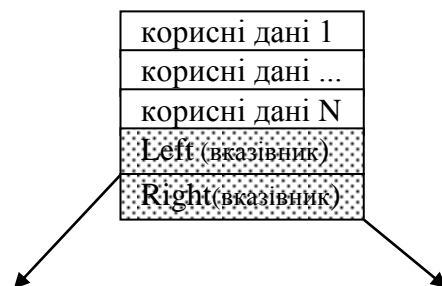 корисні дані 1
корисні дані ...
корисні дані N
Left (вказівник)
Right(вказівник)